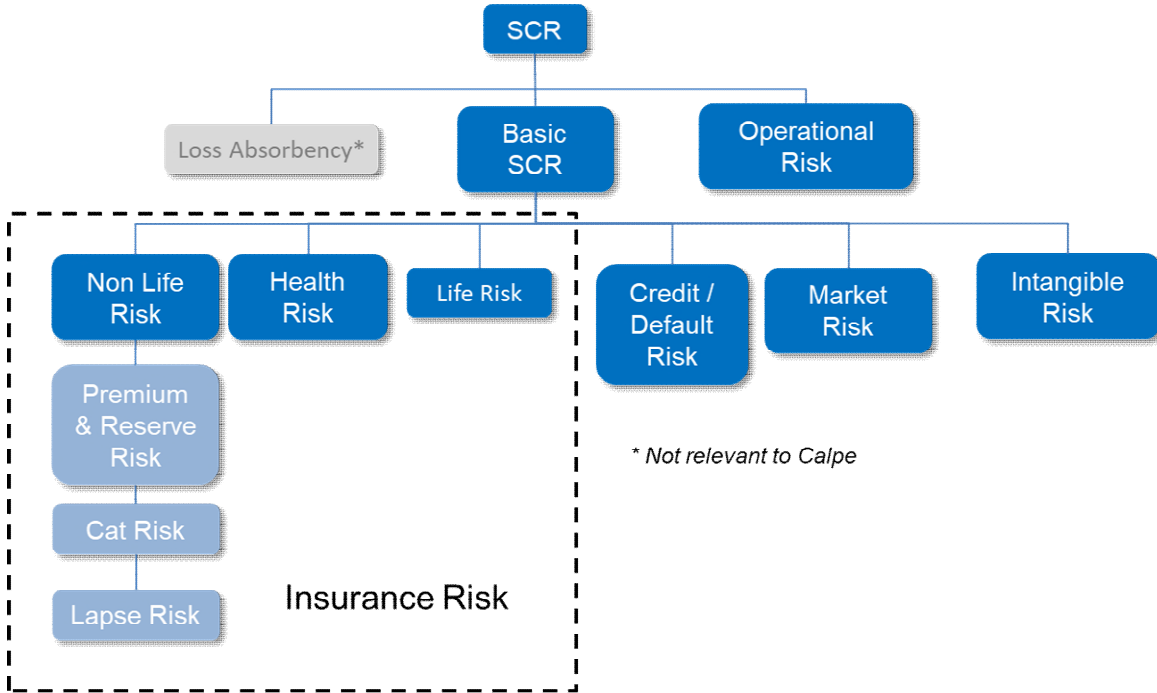 SCR
Loss Absorbency*
Basic
SCR
Operational
Risk
Non Life
Risk
Health
Risk
Life Risk
Credit /
Default
Risk
Market
Risk
Intangible
Risk
Premium
& Reserve
Risk
* Not relevant to Calpe
Cat Risk
Insurance Risk
Lapse Risk